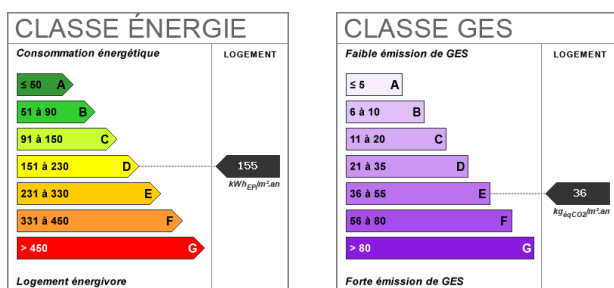 CLASSE ÉNERGIE
Consommation énergétique
LOGEMENT
≤ 50 A
51 à 90 B
91 à 150 C
151 à 230 D
155
kWhEP/m².an
231 à 330 E
331 à 450 F
> 450 G
Logement énergivore
CLASSE GES
Faible émission de GES
LOGEMENT
≤ 5 A
6 à 10 B
11 à 20 C
21 à 35 D
36 à 55 E
36
kgéqCO2/m².an
56 à 80 F
> 80 G
Forte émission de GES